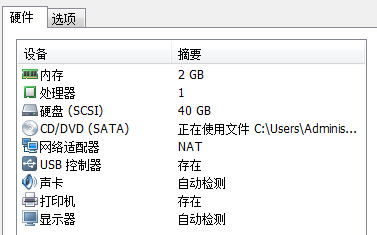 硬件 选项
设备 摘要
内存 2 GB
处理器 1
硬盘 (SCSI) 40 GB
CD/DVD (SATA) 正在使用文件 C:\Users\Adminis...
网络适配器 NAT
USB 控制器 存在
声卡 自动检测
打印机 存在
显示器 自动检测